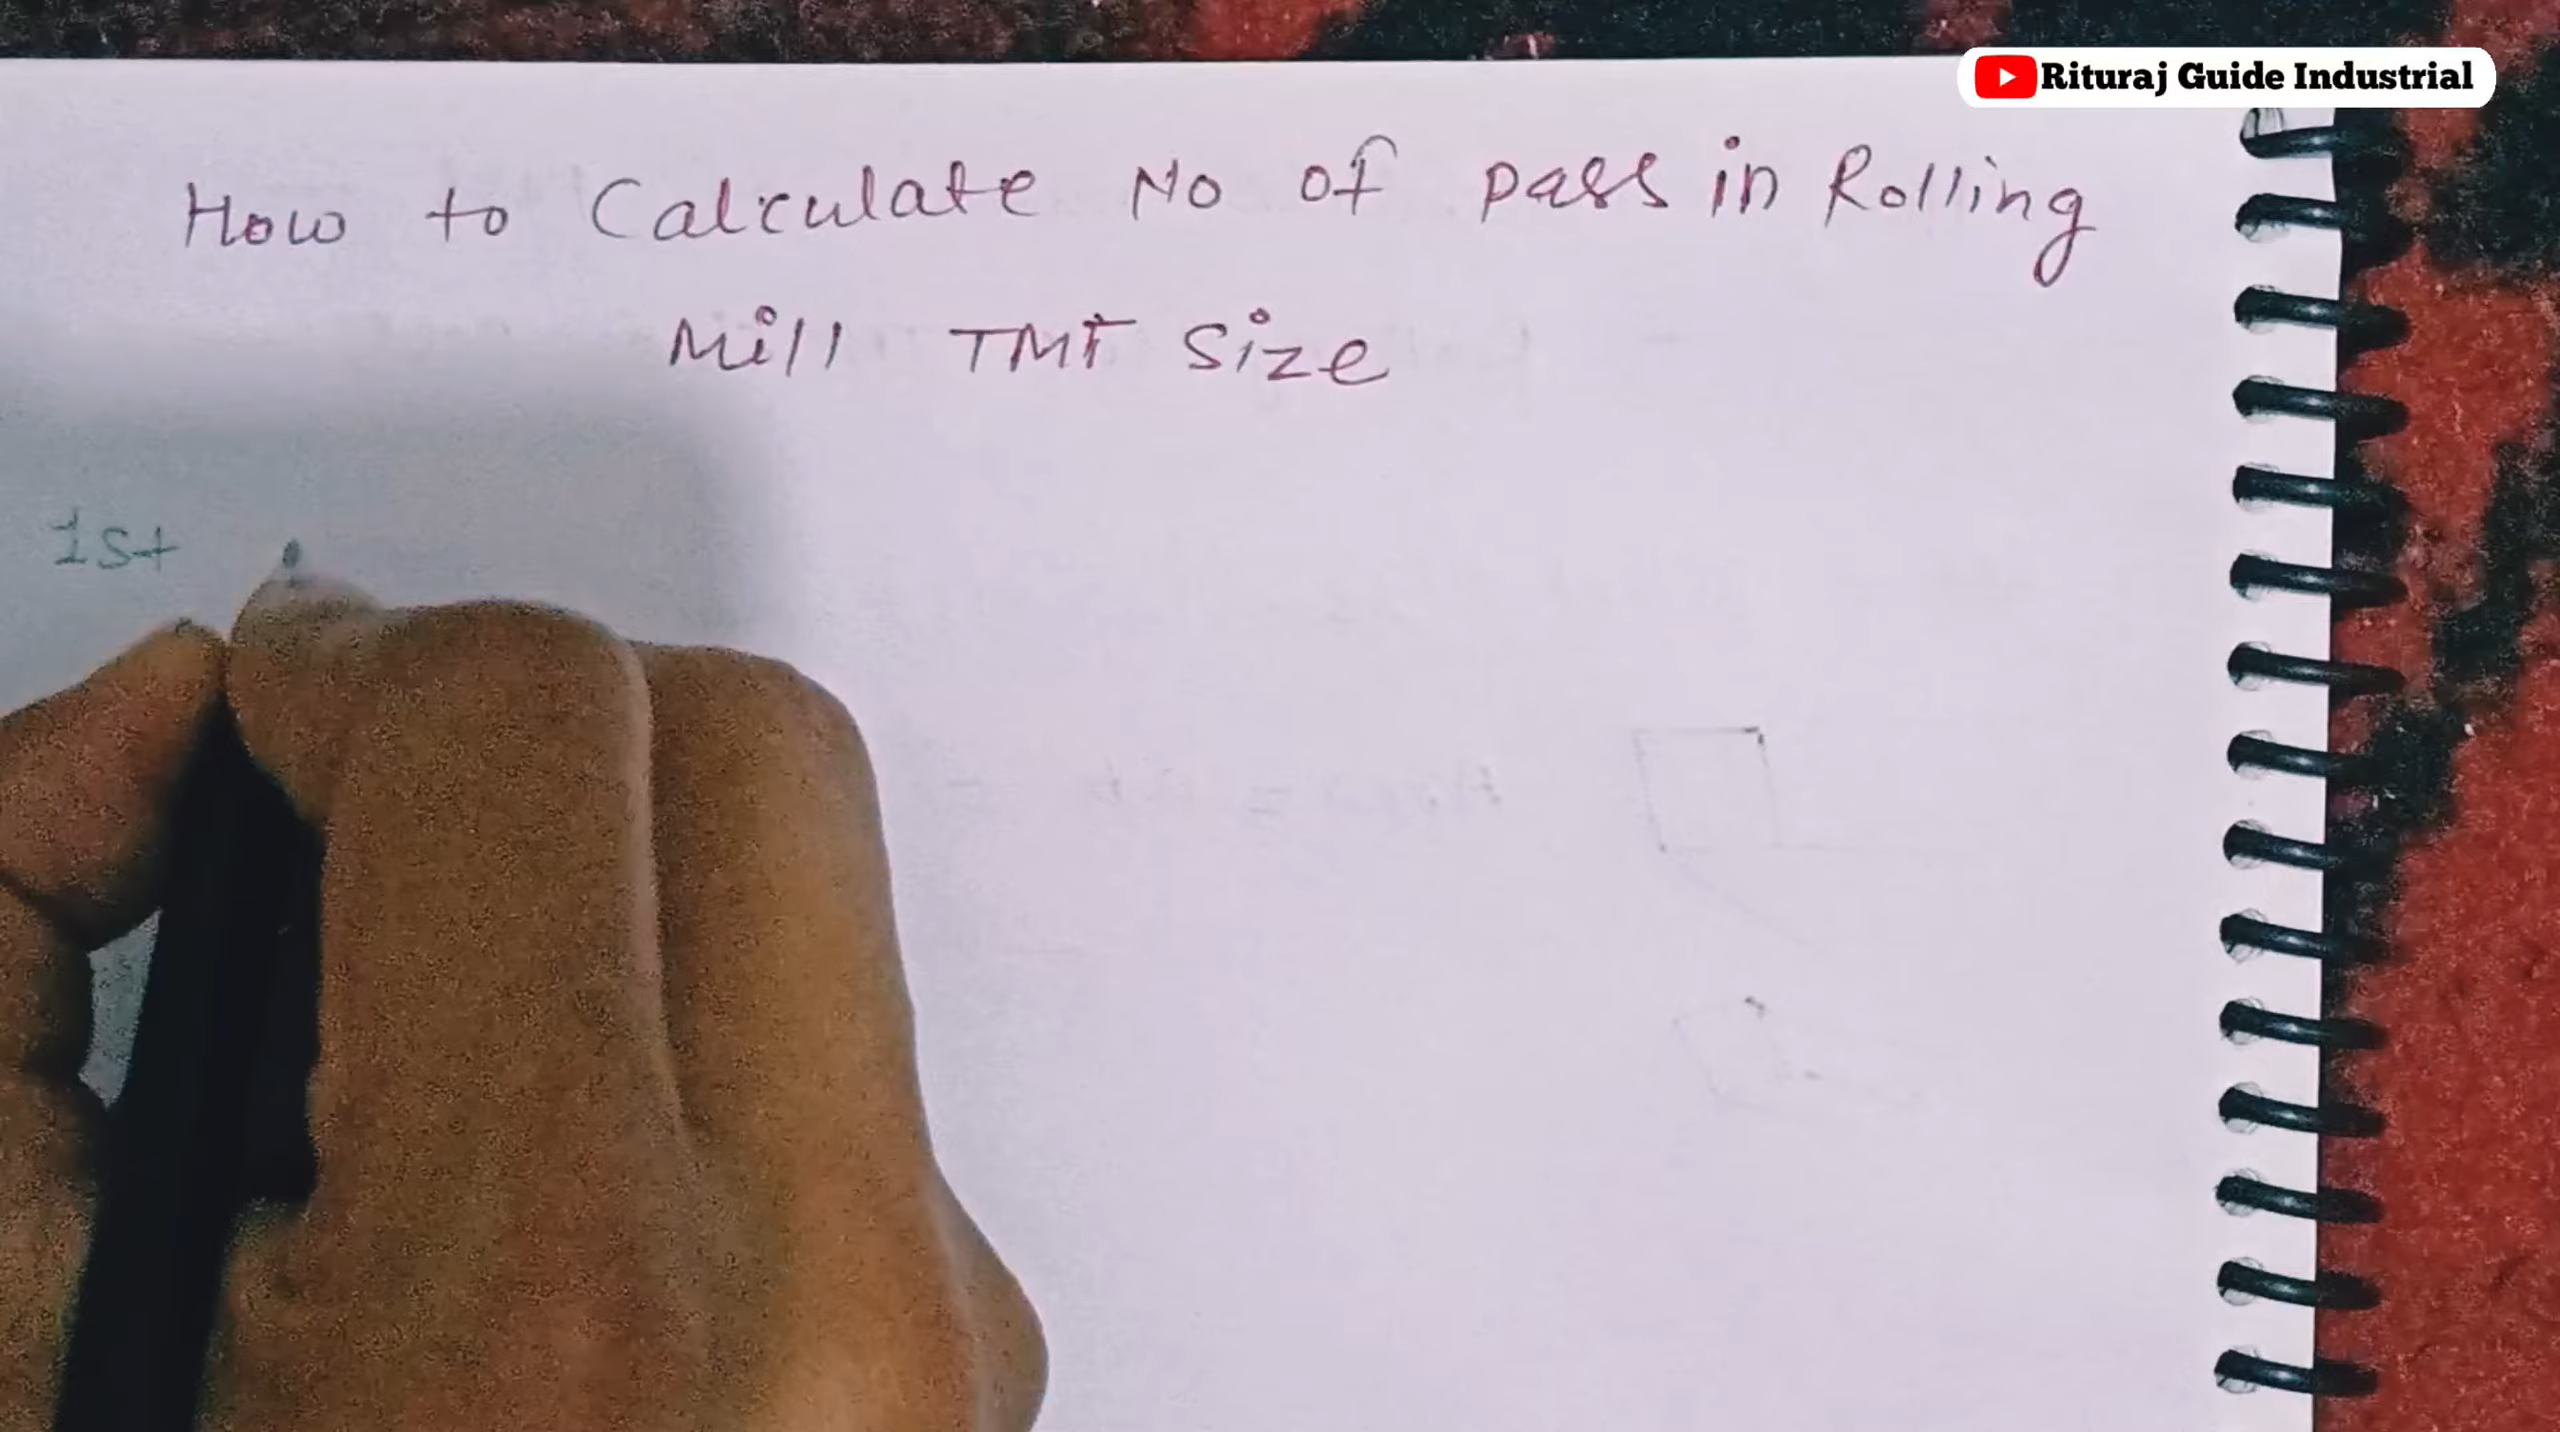 Rituraj Guide Industrial
How to Calculate No of pass in Rolling
Mill TMT Size
1st